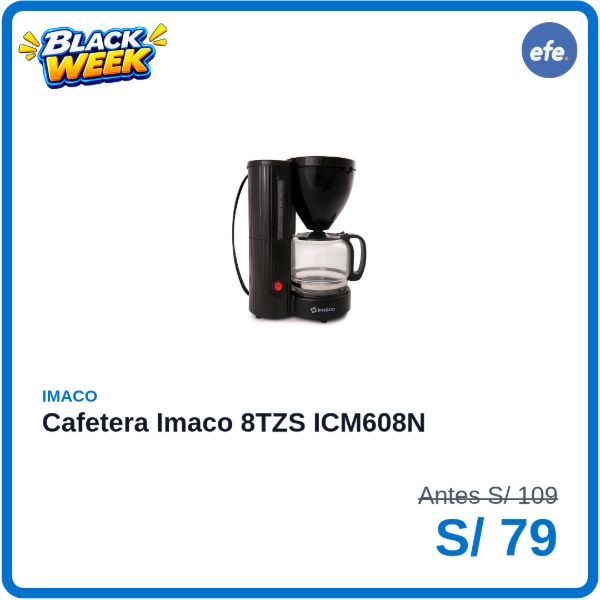 BLACK
WEEK
efe.
Imaco
IMACO
Cafetera Imaco 8TZS ICM608N
Antes S/ 109
S/ 79